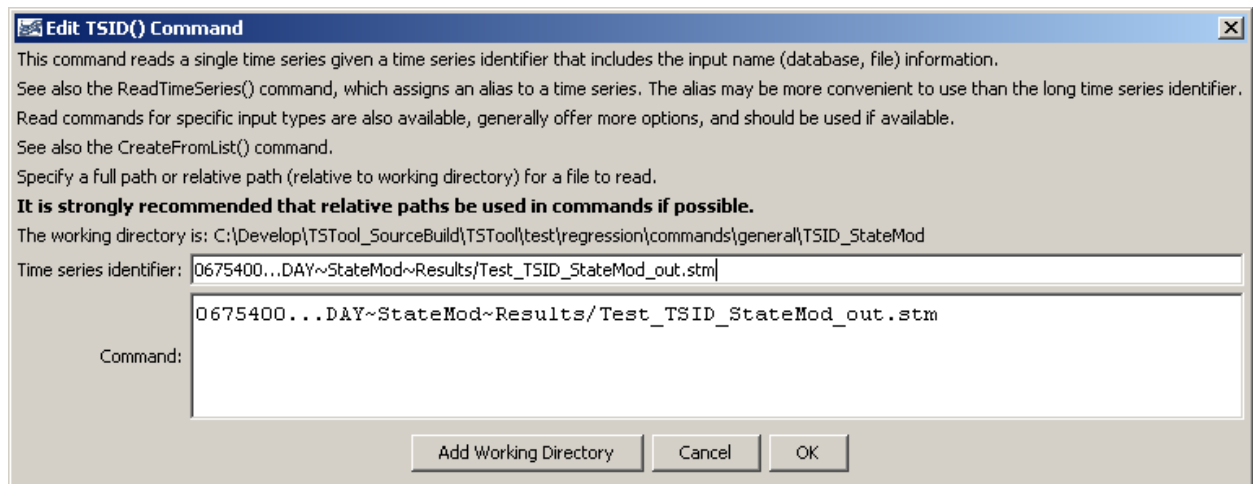 Edit TSID() Command
This command reads a single time series given a time series identifier that includes the input name (database, file) information.
See also the ReadTimeSeries() command, which assigns an alias to a time series. The alias may be more convenient to use than the long time series identifier.
Read commands for specific input types are also available, generally offer more options, and should be used if available.
See also the CreateFromList() command.
Specify a full path or relative path (relative to working directory) for a file to read.
It is strongly recommended that relative paths be used in commands if possible.
The working directory is: C:\Develop\TSTool_SourceBuild\TSTool\test\regression\commands\general\TSID_StateMod
Time series identifier: 0675400...DAY~StateMod~Results/Test_TSID_StateMod_out.stm
0675400...DAY~StateMod~Results/Test_TSID_StateMod_out.stm
Command:
Add Working Directory Cancel OK